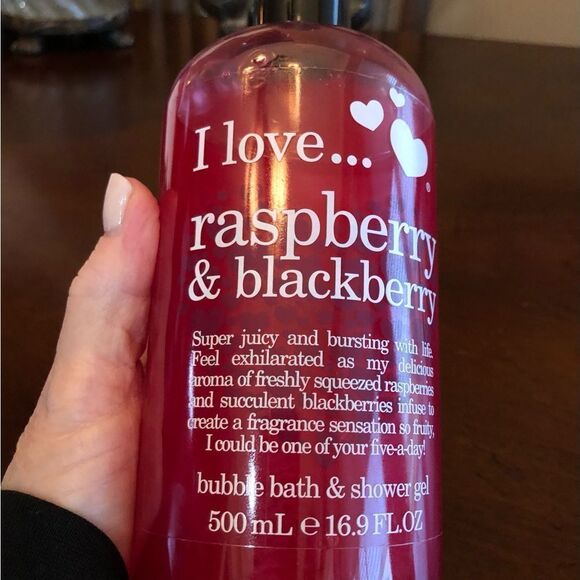 I love...
®
raspberry
& blackberry
Super juicy and bursting with life.
Feel exhilarated as my delicious
aroma of freshly squeezed raspberries
and succulent blackberries infuse to
create a fragrance sensation so fruity,
I could be one of your five-a-day!
bubble bath & shower gel
500 mL ℮ 16.9 FL.OZ